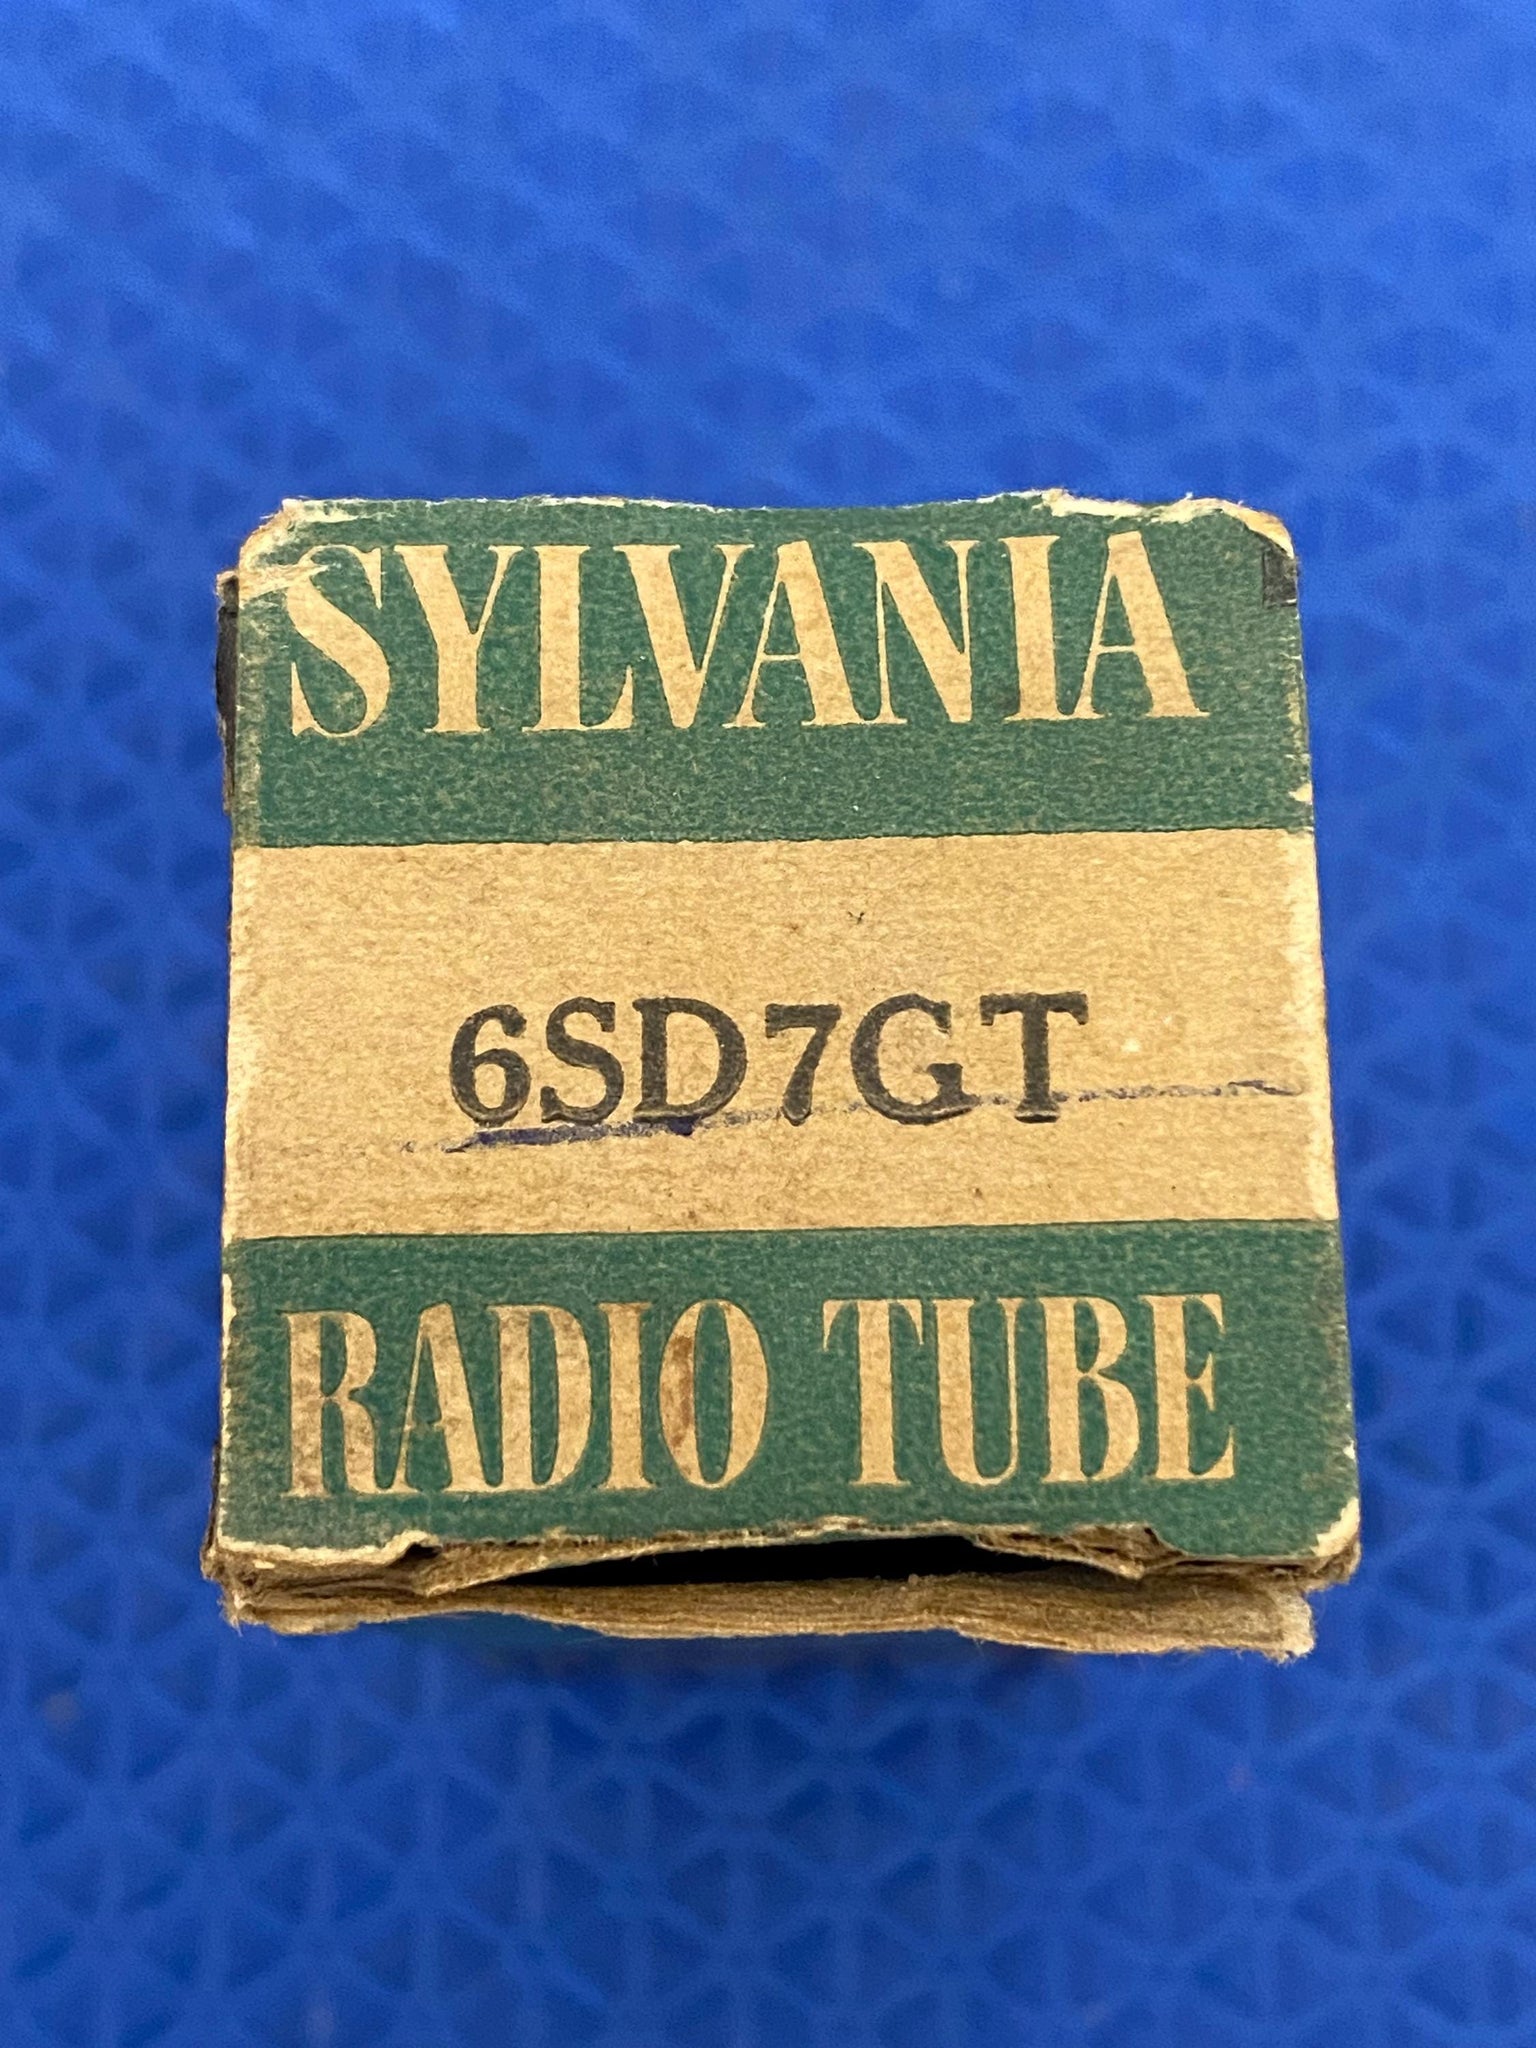 SYLVANIA
6SD7GT
RADIO TUBE